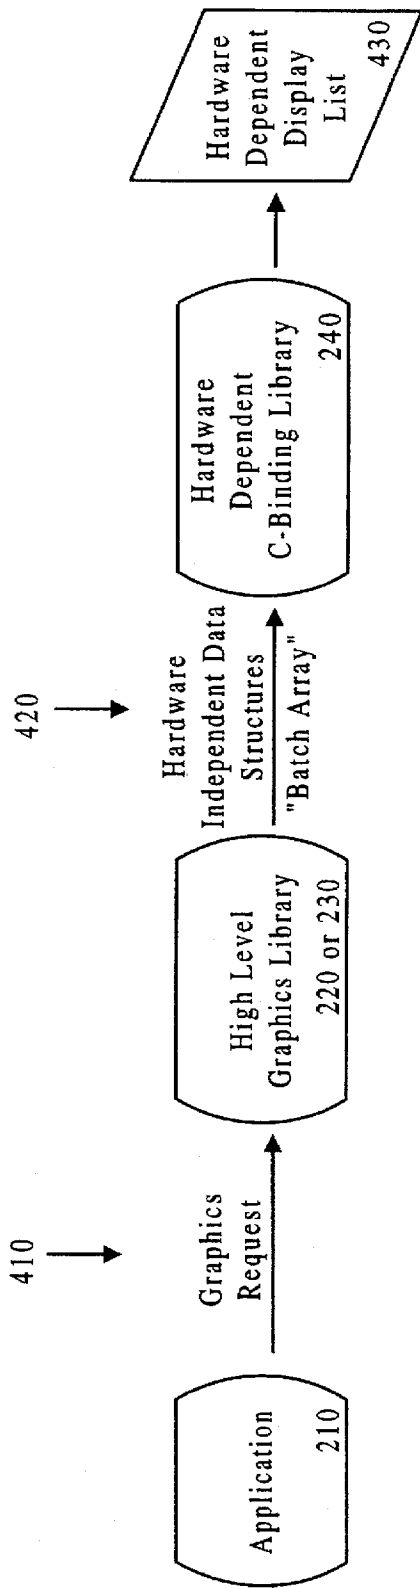 410
420
Application
210
Graphics
Request
High Level
Graphics Library
220 or 230
Hardware
Independent Data
Structures
"Batch Array"
Hardware
Dependent
C-Binding Library
240
Hardware
Dependent
Display
List
430